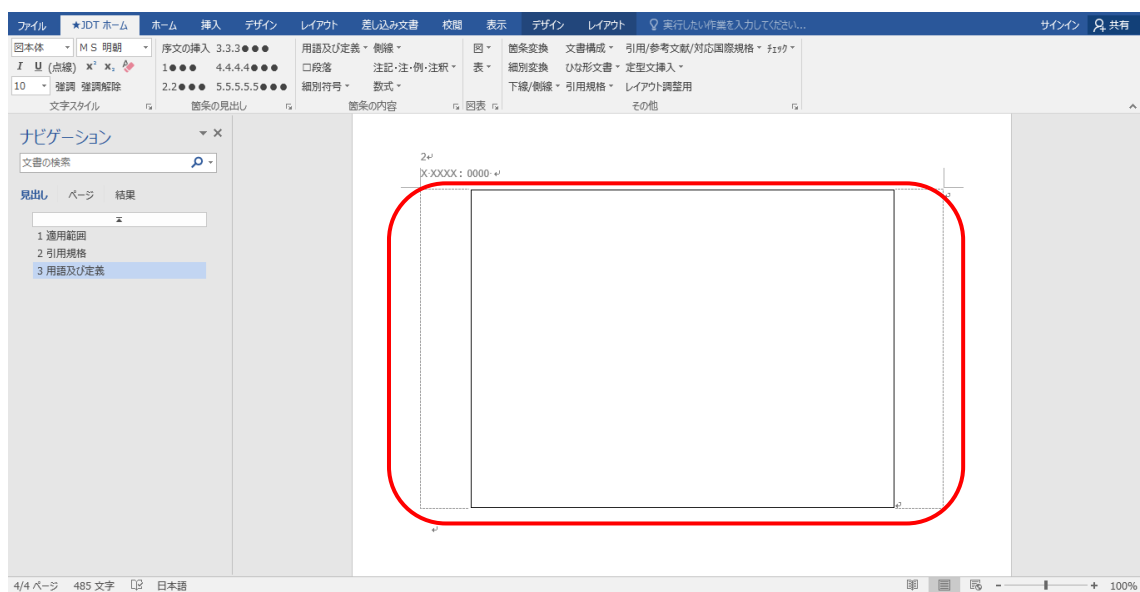 ファイル ★JDT ホーム ホーム 挿入 デザイン レイアウト 差し込み文書 校閲 表示 デザイン レイアウト 実行したい作業を入力してください... サインイン 共有
図本体 ＭＳ 明朝 序文の挿入 3.3.3●●● 用語及び定義 側線 図 箇条変換 文書構成 引用/参考文献/対応国際規格 ﾁｪｯｸ
I U (点線) x² x₂ 1●●● 4.4.4.4●●● □段落 注記･注･例･注釈 表 細別変換 ひな形文書 定型文挿入
10 強調 強調解除 2.2●●● 5.5.5.5.5●●● 細別符号 数式 下線/側線 引用規格 レイアウト調整用
文字スタイル 箇条の見出し 箇条の内容 図表 その他
ナビゲーション
文書の検索
見出し ページ 結果
1 適用範囲
2 引用規格
3 用語及び定義
2
X XXXX： 0000
4/4 ページ 485 文字 日本語 100%